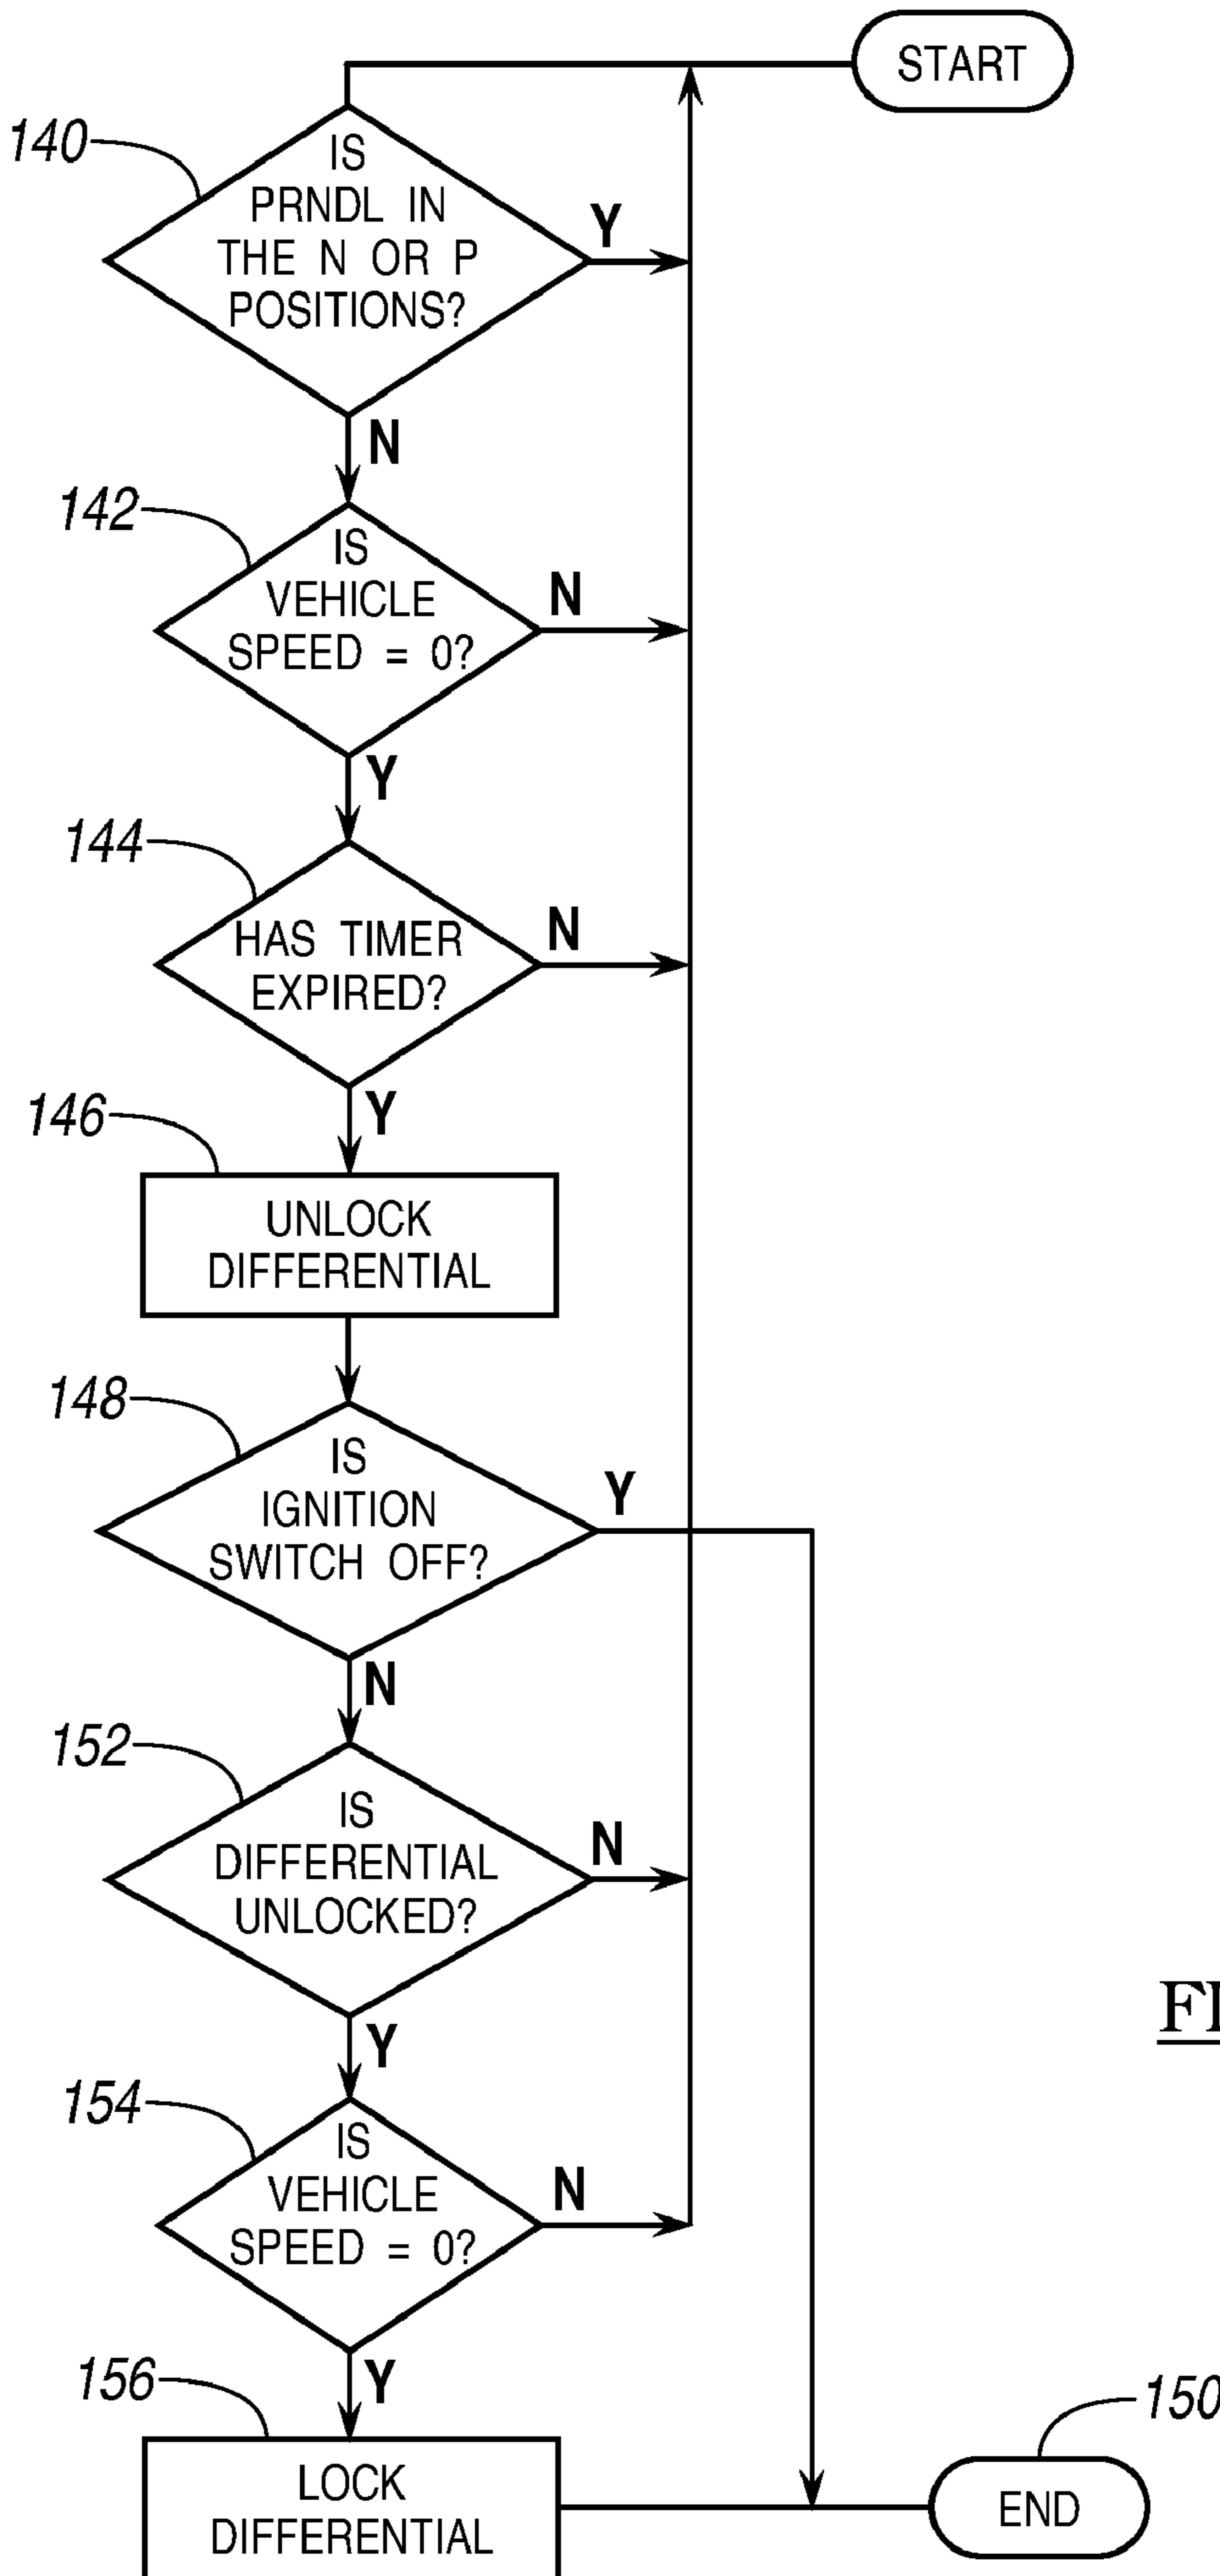 START
140
IS
PRNDL IN
THE N OR P
POSITIONS?
Y
N
142
IS
VEHICLE
SPEED = 0?
N
Y
144
HAS TIMER
EXPIRED?
N
Y
146
UNLOCK
DIFFERENTIAL
148
IS
IGNITION
SWITCH OFF?
Y
N
152
IS
DIFFERENTIAL
UNLOCKED?
N
Y
154
IS
VEHICLE
SPEED = 0?
N
Y
156
LOCK
DIFFERENTIAL
150
END